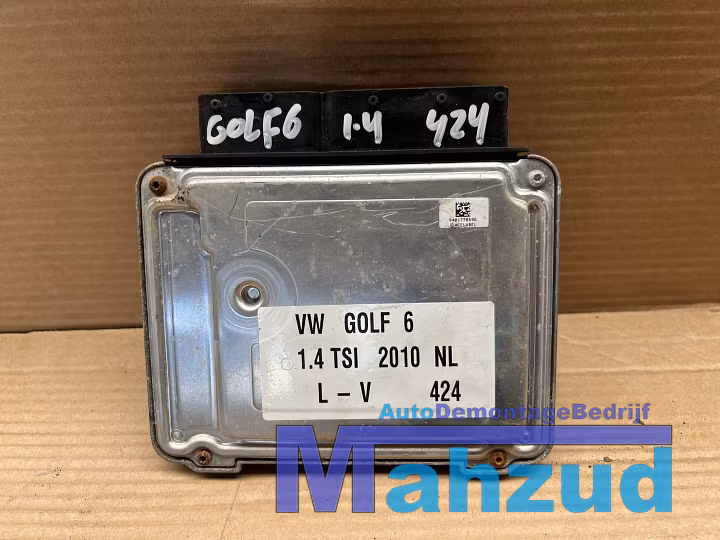 GOLF6 1.4 424
VW GOLF 6
1.4 TSI 2010 NL
L - V 424
AutoDemontageBedrijf
Mahzud